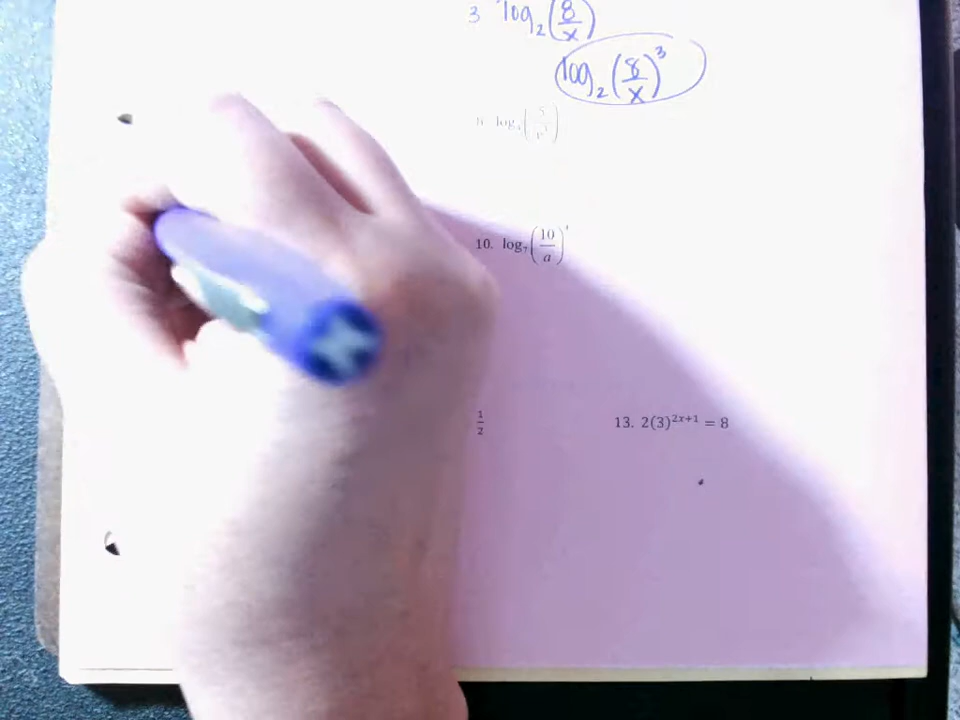 3 log₂(8/x)
log₂(8/x)³
10. log₇(10/a)
1/2
13. 2(3)²ˣ⁺¹ = 8